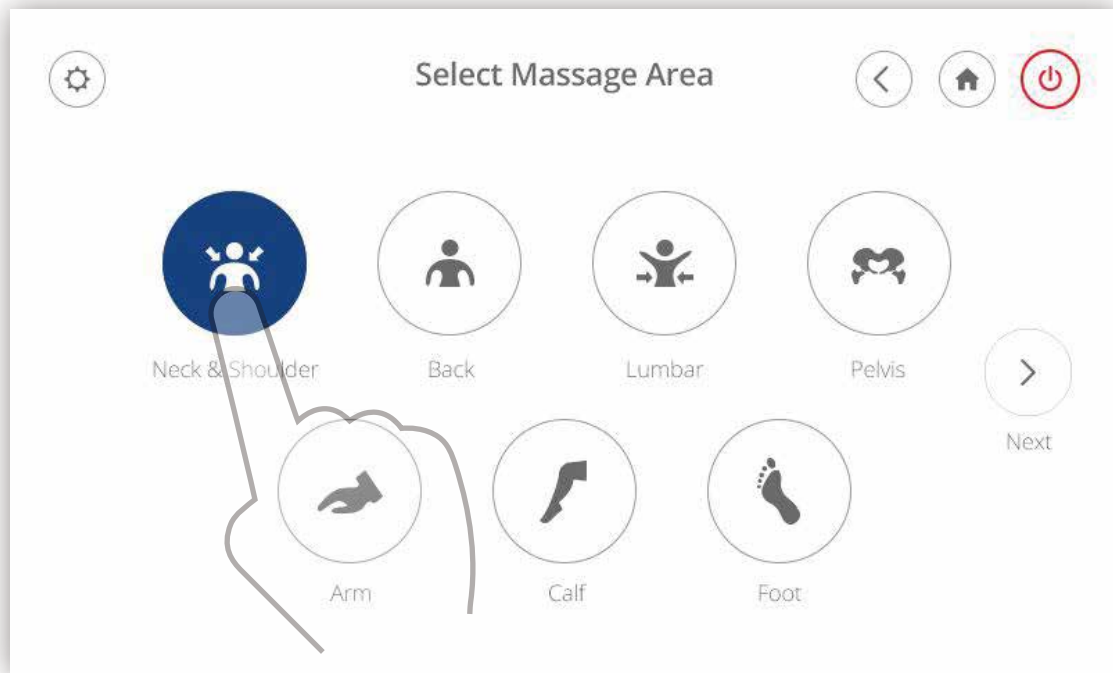 Select Massage Area
Neck & Shoulder
Back
Lumbar
Pelvis
Next
Arm
Calf
Foot